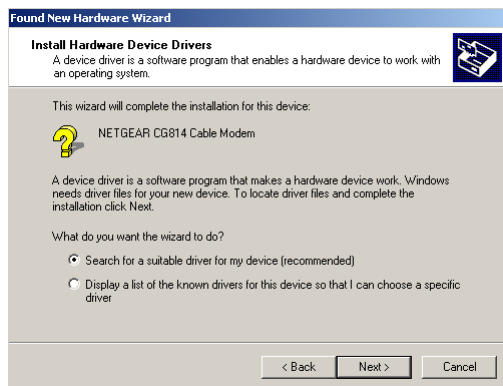 Found New Hardware Wizard
Install Hardware Device Drivers
A device driver is a software program that enables a hardware device to work with
an operating system.
This wizard will complete the installation for this device:
NETGEAR CG814 Cable Modem
A device driver is a software program that makes a hardware device work. Windows
needs driver files for your new device. To locate driver files and complete the
installation click Next.
What do you want the wizard to do?
Search for a suitable driver for my device (recommended)
Display a list of the known drivers for this device so that I can choose a specific
driver
< Back Next > Cancel